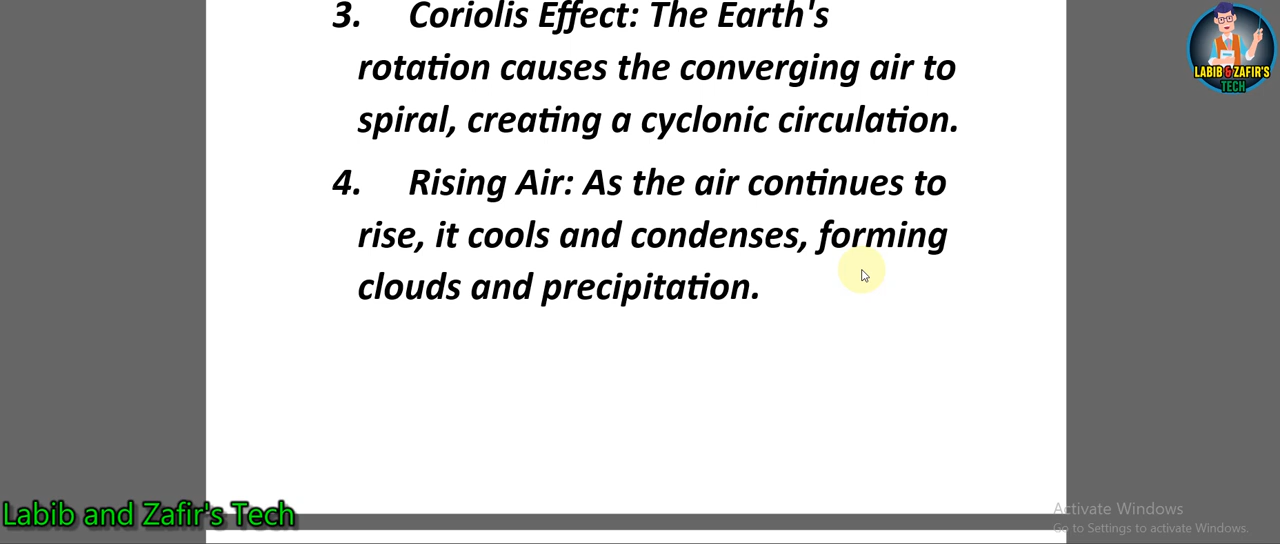 3. Coriolis Effect: The Earth's
rotation causes the converging air to
spiral, creating a cyclonic circulation.
4. Rising Air: As the air continues to
rise, it cools and condenses, forming
clouds and precipitation.
LABIB & ZAFIR'S
TECH
Labib and Zafir's Tech
Activate Windows
Go to Settings to activate Windows.